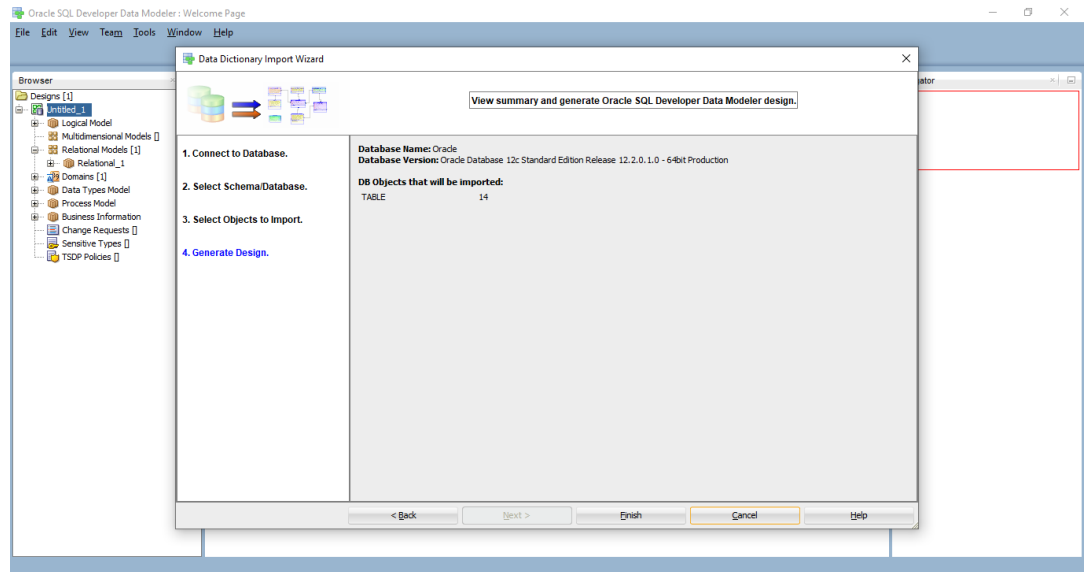 Oracle SQL Developer Data Modeler : Welcome Page
File Edit View Team Tools Window Help
Data Dictionary Import Wizard
Browser
Designs [1]
Untitled_1
Logical Model
Multidimensional Models []
Relational Models [1]
Relational_1
Domains [1]
Data Types Model
Process Model
Business Information
Change Requests []
Sensitive Types []
TSDP Policies []
View summary and generate Oracle SQL Developer Data Modeler design.
1. Connect to Database.
2. Select Schema/Database.
3. Select Objects to Import.
4. Generate Design.
Database Name: Oracle
Database Version: Oracle Database 12c Standard Edition Release 12.2.0.1.0 - 64bit Production
DB Objects that will be imported:
TABLE 14
< Back Next > Finish Cancel Help
ator